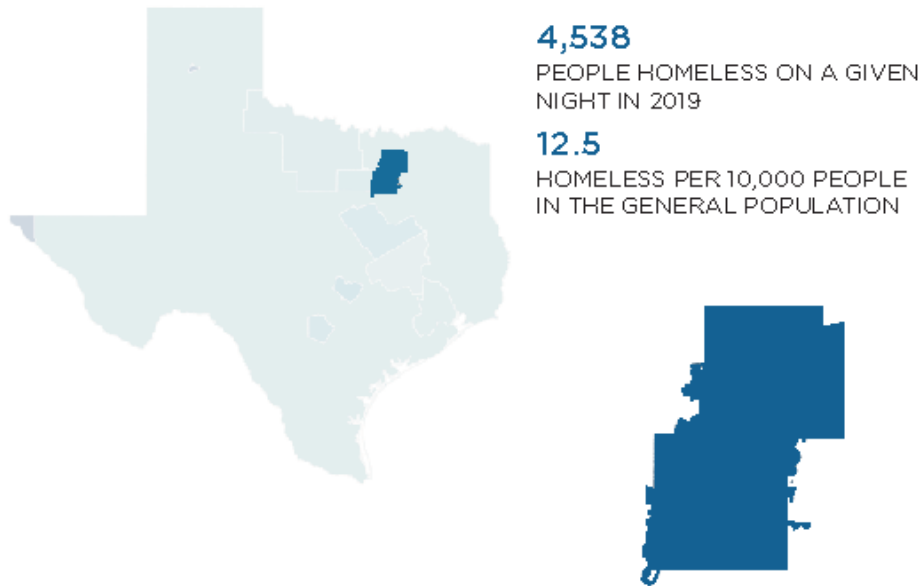 4,538
PEOPLE HOMELESS ON A GIVEN
NIGHT IN 2019
12.5
HOMELESS PER 10,000 PEOPLE
IN THE GENERAL POPULATION